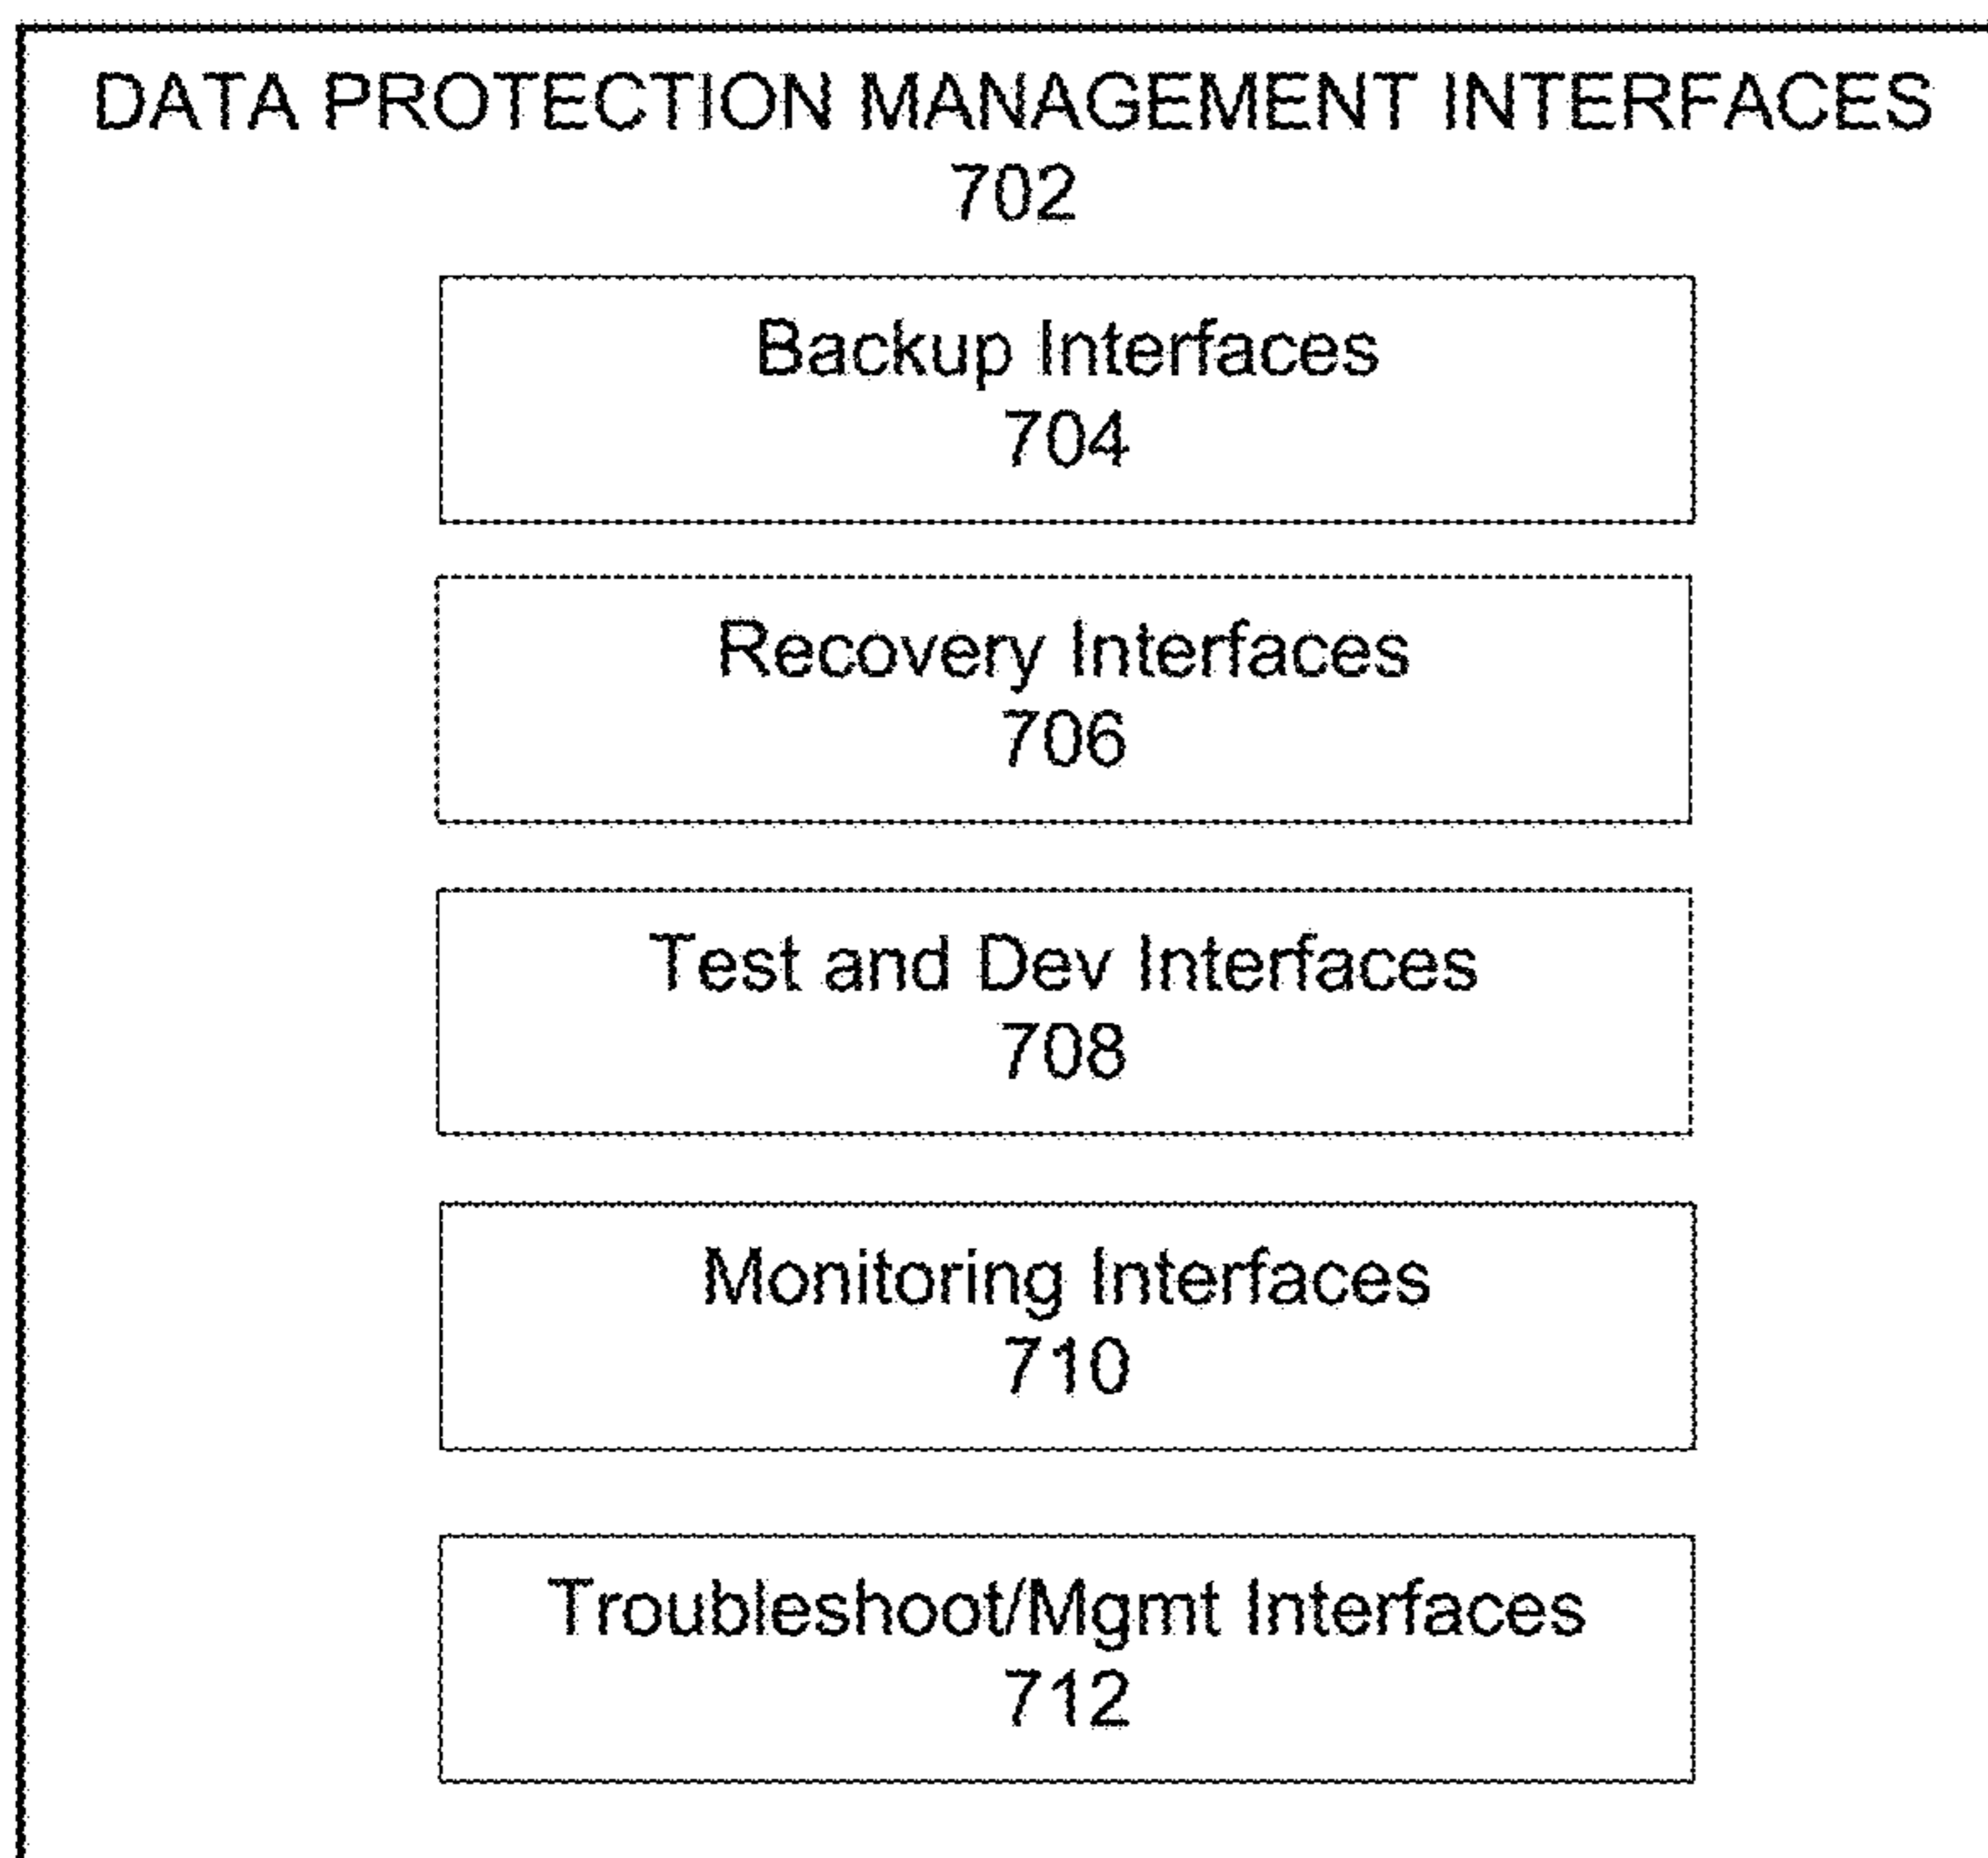 DATA PROTECTION MANAGEMENT INTERFACES
702
Backup Interfaces
704
Recovery Interfaces
706
Test and Dev Interfaces
708
Monitoring Interfaces
710
Troubleshoot/Mgmt Interfaces
712